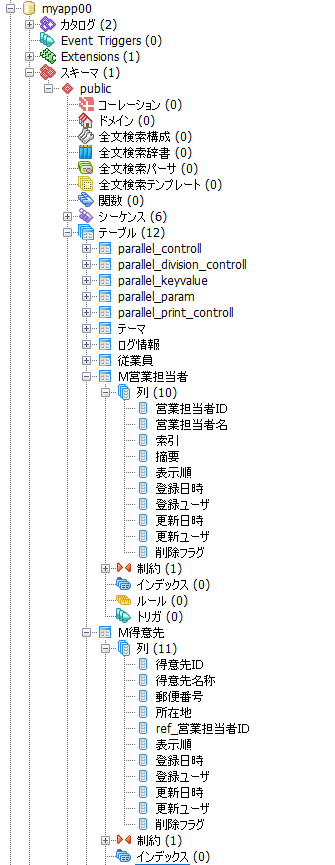 myapp00
カタログ (2)
Event Triggers (0)
Extensions (1)
スキーマ (1)
public
コーレーション (0)
ドメイン (0)
全文検索構成 (0)
全文検索辞書 (0)
全文検索パーサ (0)
全文検索テンプレート (0)
関数 (0)
シーケンス (6)
テーブル (12)
parallel_controll
parallel_division_controll
parallel_keyvalue
parallel_param
parallel_print_controll
テーマ
ログ情報
従業員
M営業担当者
列 (10)
営業担当者ID
営業担当者名
索引
摘要
表示順
登録日時
登録ユーザ
更新日時
更新ユーザ
削除フラグ
制約 (1)
インデックス (0)
ルール (0)
トリガ (0)
M得意先
列 (11)
得意先ID
得意先名称
郵便番号
所在地
ref_営業担当者ID
表示順
登録日時
登録ユーザ
更新日時
更新ユーザ
削除フラグ
制約 (1)
インデックス (0)